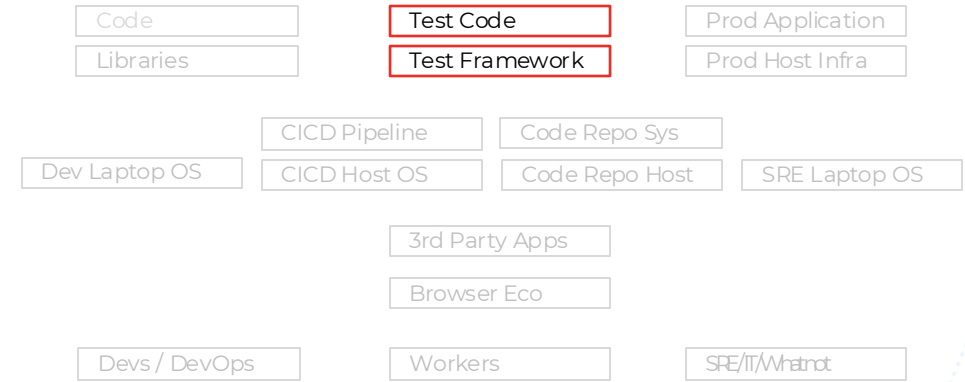 Code
Test Code
Prod Application
Libraries
Test Framework
Prod Host Infra
CICD Pipeline
Code Repo Sys
Dev Laptop OS
CICD Host OS
Code Repo Host
SRE Laptop OS
3rd Party Apps
Browser Eco
Devs / DevOps
Workers
SRE/IT/Whatnot